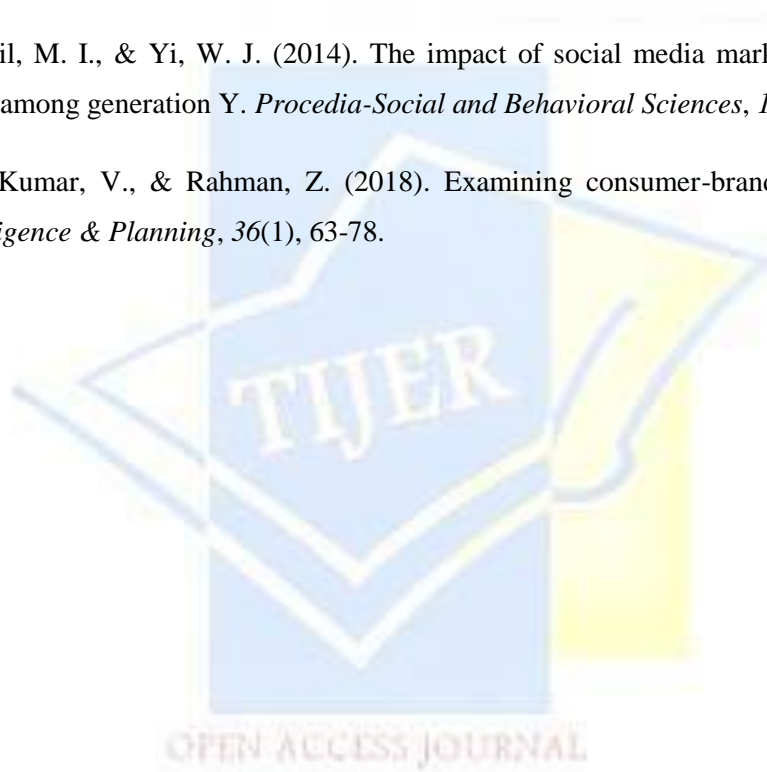 il, M. I., & Yi, W. J. (2014). The impact of social media mark
among generation Y. Procedia-Social and Behavioral Sciences, 1
Kumar, V., & Rahman, Z. (2018). Examining consumer-brand
igence & Planning, 36(1), 63-78.
TIJER
OPEN ACCESS JOURNAL